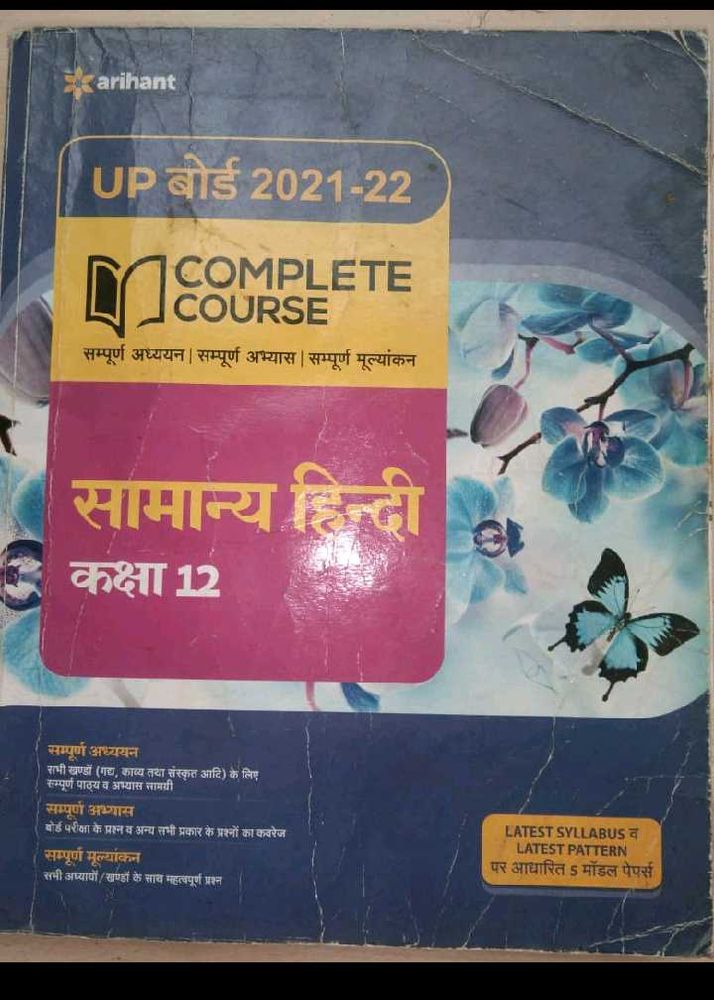 arihant
UP बोर्ड 2021-22
COMPLETE
COURSE
सम्पूर्ण अध्ययन | सम्पूर्ण अभ्यास | सम्पूर्ण मूल्यांकन
सामान्य हिन्दी
कक्षा 12
सम्पूर्ण अध्ययन
सभी खण्डों (गद्य, काव्य तथा संस्कृत आदि) के लिए
सम्पूर्ण पाठ्य व अभ्यास सामग्री
सम्पूर्ण अभ्यास
बोर्ड परीक्षा के प्रश्न व अन्य सभी प्रकार के प्रश्नों का कवरेज
सम्पूर्ण मूल्यांकन
सभी अध्यायों / खण्डों के साथ महत्वपूर्ण प्रश्न
LATEST SYLLABUS व
LATEST PATTERN
पर आधारित 5 मॉडल पेपर्स